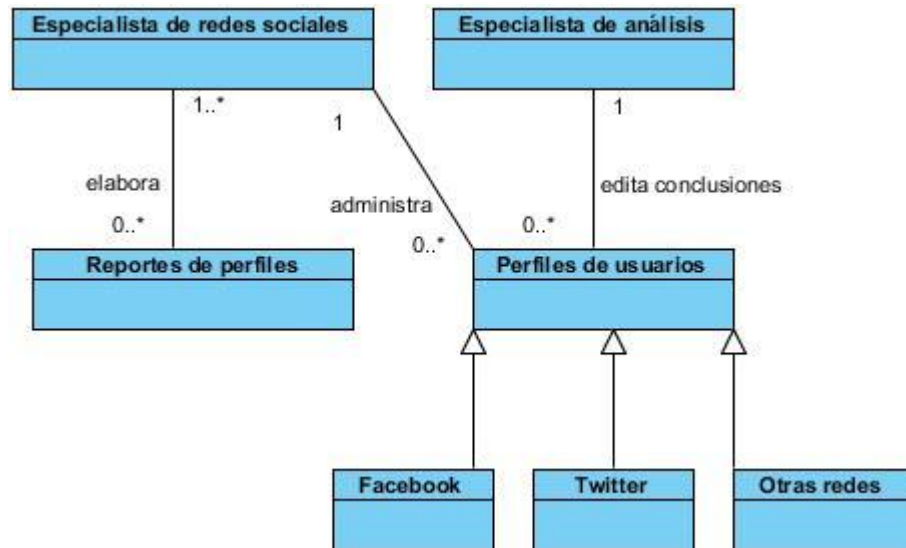 Especialista de redes sociales
Especialista de análisis
1..*
1
1
elabora
administra
edita conclusiones
0..*
0..*
0..*
Reportes de perfiles
Perfiles de usuarios
Facebook
Twitter
Otras redes